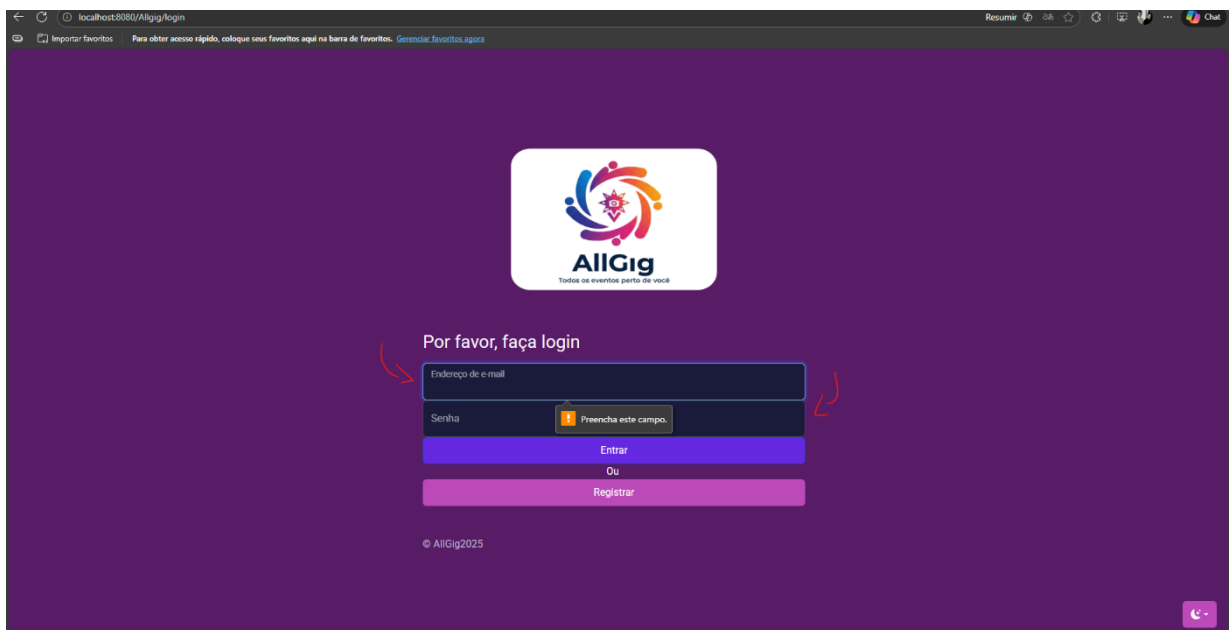 localhost:8080/Allgig/login
Resumir
Chat
Importar favoritos
Para obter acesso rápido, coloque seus favoritos aqui na barra de favoritos. Gerenciar favoritos agora
AllGig
Todos os eventos perto de você
Por favor, faça login
Endereço de e-mail
Senha
! Preencha este campo.
Entrar
Ou
Registrar
© AllGig2025